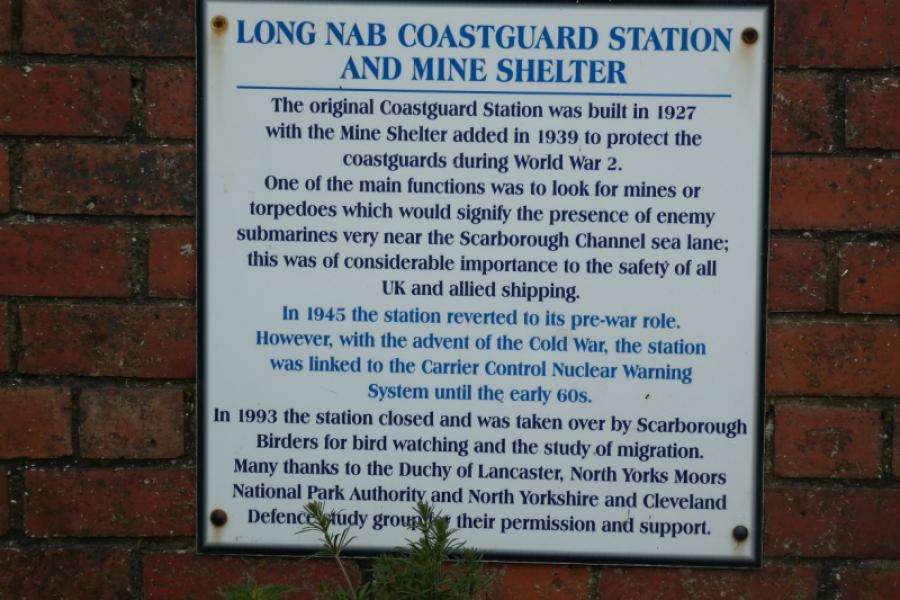 LONG NAB COASTGUARD STATION
AND MINE SHELTER
The original Coastguard Station was built in 1927
with the Mine Shelter added in 1939 to protect the
coastguards during World War 2.
One of the main functions was to look for mines or
torpedoes which would signify the presence of enemy
submarines very near the Scarborough Channel sea lane;
this was of considerable importance to the safety of all
UK and allied shipping.
In 1945 the station reverted to its pre-war role.
However, with the advent of the Cold War, the station
was linked to the Carrier Control Nuclear Warning
System until the early 60s.
In 1993 the station closed and was taken over by Scarborough
Birders for bird watching and the study of migration.
Many thanks to the Duchy of Lancaster, North Yorks Moors
National Park Authority and North Yorkshire and Cleveland
Defence study group their permission and support.